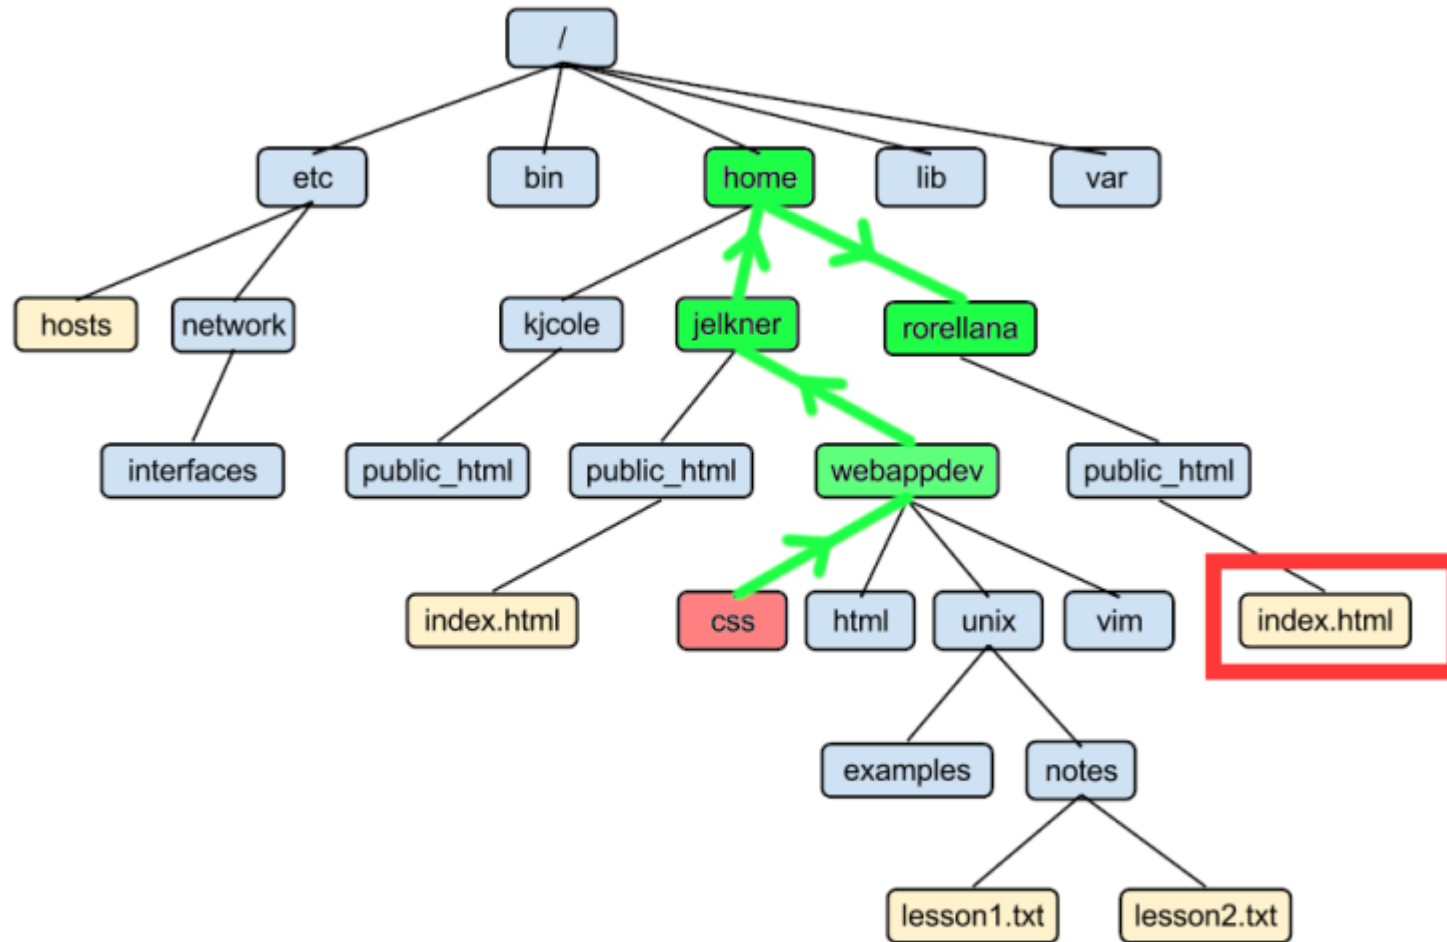 /
etc
bin
home
lib
var
hosts
network
kjcole
jelkner
rorellana
interfaces
public_html
public_html
webappdev
public_html
index.html
css
html
unix
vim
index.html
examples
notes
lesson1.txt
lesson2.txt